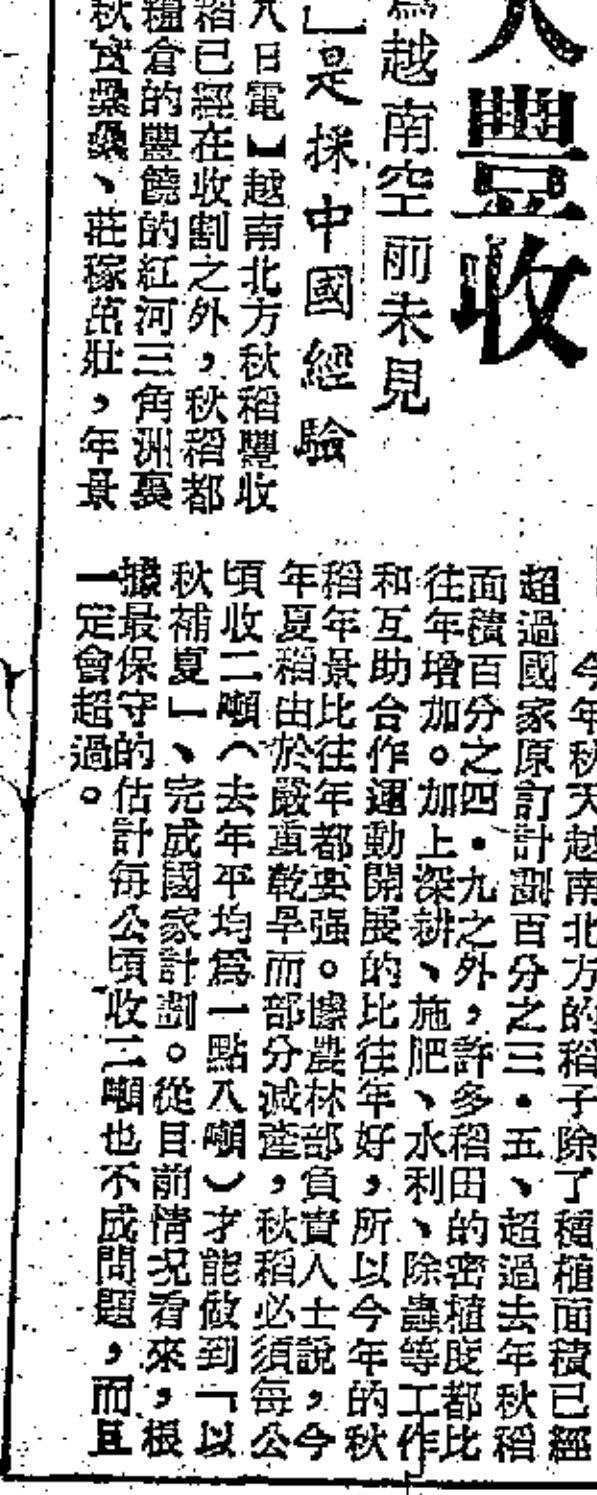 豐收
越南空前未見
是採中國經驗
八日電】越南北方秋稻豐收
稻已經在收割之外，秋稻都
糧倉的豐饒的紅河三角洲裏
秋實纍纍、莊稼茁壯，年景
今年秋天越南北方的稻子除了種植面積已經
超過國家原訂計劃百分之三・五、超過去年秋稻
面積百分之四・九之外，許多稻田的密植度都比
往年增加。加上深耕、施肥、水利、除蟲等工作
和互助合作運動開展的比往年好，所以今年的秋
稻年景比往年都要强。據農林部負責人士說，今
年夏稻由於嚴重乾旱而部分減產，秋稻必須每公
頃收二噸（去年平均爲一點八噸）才能做到「以
秋補夏」、完成國家計劃。從目前情况看來，根
據最保守的估計每公頃收二噸也不成問題，而且
一定會超過。